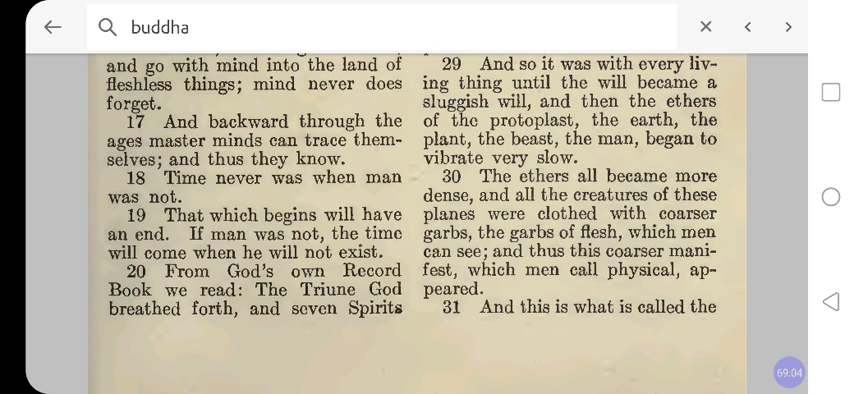 buddha
and go with mind into the land of
fleshless things; mind never does
forget.
17 And backward through the
ages master minds can trace them-
selves; and thus they know.
18 Time never was when man
was not.
19 That which begins will have
an end. If man was not, the time
will come when he will not exist.
20 From God's own Record
Book we read: The Triune God
breathed forth, and seven Spirits
29 And so it was with every liv-
ing thing until the will became a
sluggish will, and then the ethers
of the protoplast, the earth, the
plant, the beast, the man, began to
vibrate very slow.
30 The ethers all became more
dense, and all the creatures of these
planes were clothed with coarser
garbs, the garbs of flesh, which men
can see; and thus this coarser mani-
fest, which men call physical, ap-
peared.
31 And this is what is called the
69:04